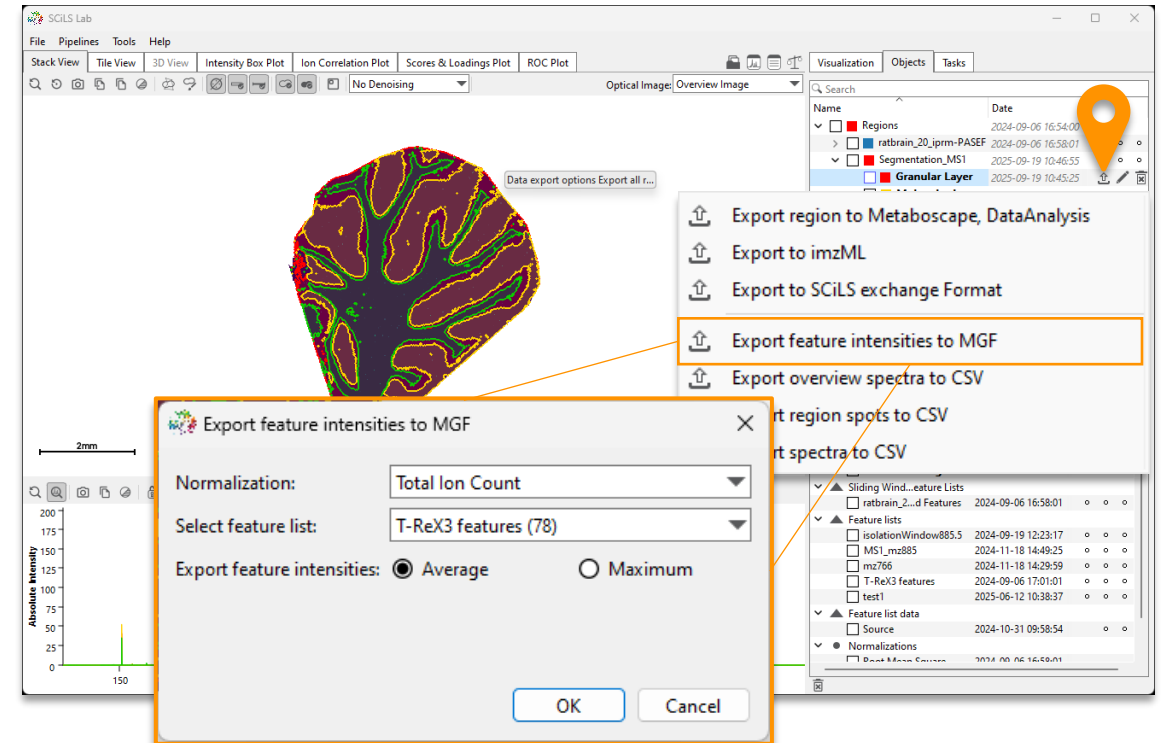 SCiLS Lab
File Pipelines Tools Help
Stack View Tile View 3D View Intensity Box Plot Ion Correlation Plot Scores & Loadings Plot ROC Plot
No Denoising Optical Image: Overview Image
Data export options Export all r...
2mm
200
175
150
125
100
75
50
25
0
Absolute Intensity
150
Visualization Objects Tasks
Search
Name Date
Regions 2024-09-06 16:54:00
ratbrain_20_iprm-PASEF 2024-09-06 16:58:01
Segmentation_MS1 2025-09-19 10:46:55
Granular Layer 2025-09-19 10:45:25
Export region to Metaboscape, DataAnalysis
Export to imzML
Export to SCiLS exchange Format
Export feature intensities to MGF
Export overview spectra to CSV
rt region spots to CSV
rt spectra to CSV
Sliding Wind...eature Lists
ratbrain_2...d Features 2024-09-06 16:58:01
Feature lists
isolationWindow885.5 2024-09-19 12:23:17
MS1_mz885 2024-11-18 14:49:25
mz766 2024-11-18 14:29:59
T-ReX3 features 2024-09-06 17:01:01
test1 2025-06-12 10:38:37
Feature list data
Source 2024-10-31 09:58:54
Normalizations
Root Mean Square 2024-09-06 16:58:01
Export feature intensities to MGF
Normalization: Total Ion Count
Select feature list: T-ReX3 features (78)
Export feature intensities: Average Maximum
OK Cancel